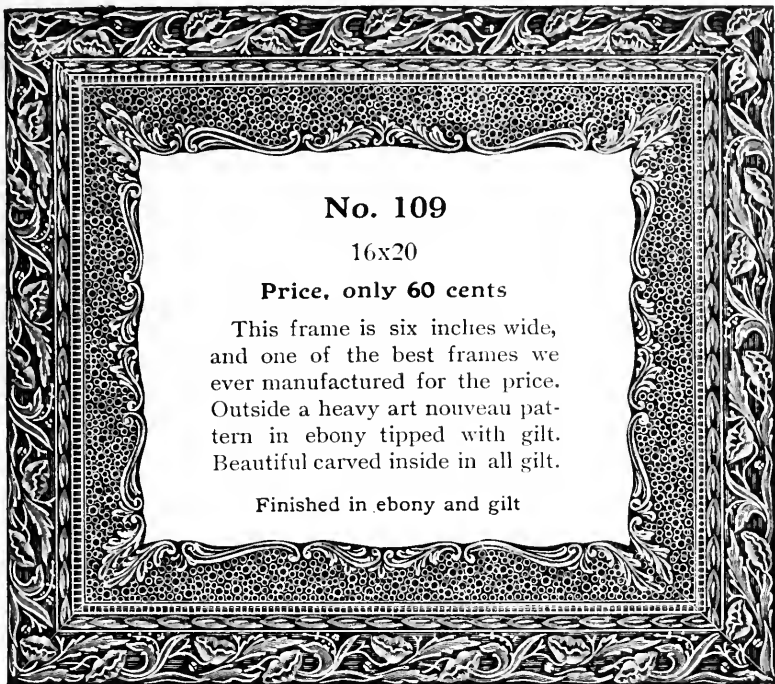 No. 109
16x20
Price, only 60 cents
This frame is six inches wide,
and one of the best frames we
ever manufactured for the price.
Outside a heavy art nouveau pat-
tern in ebony tipped with gilt.
Beautiful carved inside in all gilt.
Finished in ebony and gilt